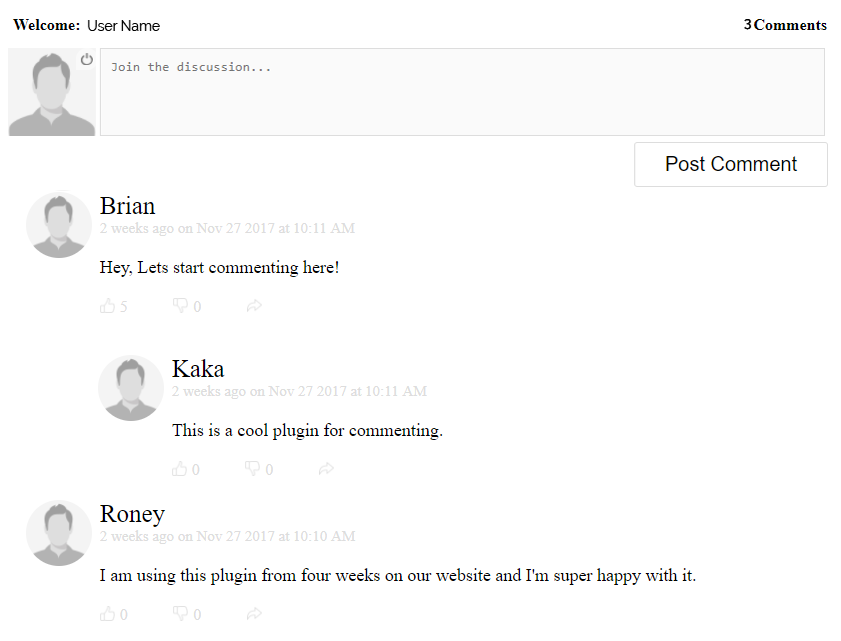 Welcome: User Name
3 Comments
Join the discussion...
Post Comment
Brian
2 weeks ago on Nov 27 2017 at 10:11 AM
Hey, Lets start commenting here!
5 0
Kaka
2 weeks ago on Nov 27 2017 at 10:11 AM
This is a cool plugin for commenting.
0 0
Roney
2 weeks ago on Nov 27 2017 at 10:10 AM
I am using this plugin from four weeks on our website and I'm super happy with it.
0 0